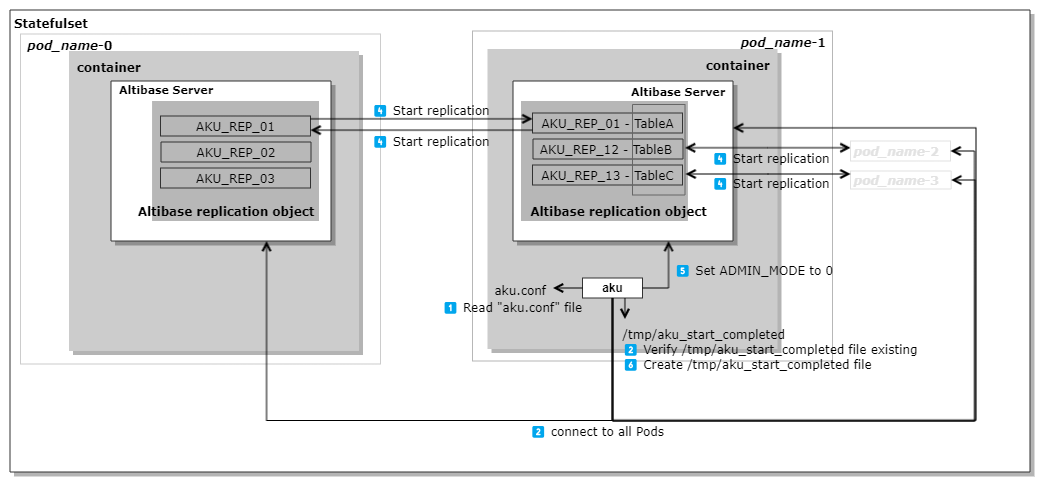 Statefulset
pod_name-0
container
Altibase Server
AKU_REP_01
AKU_REP_02
AKU_REP_03
Altibase replication object
4 Start replication
4 Start replication
pod_name-1
container
Altibase Server
AKU_REP_01 - TableA
AKU_REP_12 - TableB
AKU_REP_13 - TableC
Altibase replication object
4 Start replication
4 Start replication
pod_name-2
pod_name-3
5 Set ADMIN_MODE to 0
aku
aku.conf
1 Read "aku.conf" file
/tmp/aku_start_completed
2 Verify /tmp/aku_start_completed file existing
6 Create /tmp/aku_start_completed file
2 connect to all Pods